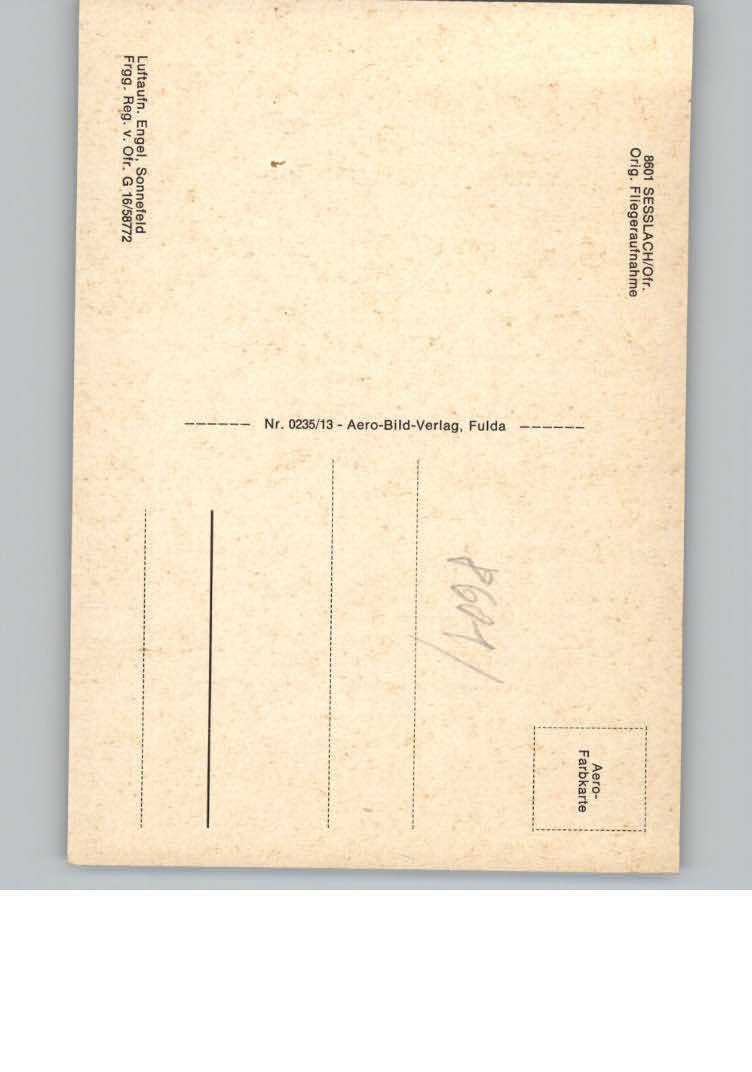 8601 SESSLACH/Ofr.
Orig. Fliegeraufnahme
Luftaufn. Engel, Sonnefeld
Frgg. Reg. v. Ofr. G 16/58772
------ Nr. 0235/13 - Aero-Bild-Verlag, Fulda ------
Aero-
Farbkarte
8601/